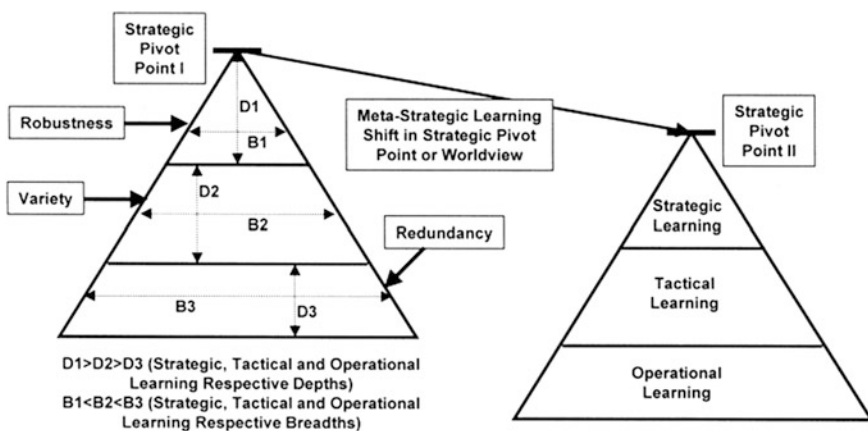 Strategic
Pivot
Point I
D1
B1
Robustness
Meta-Strategic Learning
Shift in Strategic Pivot
Point or Worldview
Strategic
Pivot
Point II
Variety
D2
B2
Redundancy
B3
D3
Strategic
Learning
Tactical
Learning
Operational
Learning
D1>D2>D3 (Strategic, Tactical and Operational
Learning Respective Depths)
B1<B2<B3 (Strategic, Tactical and Operational
Learning Respective Breadths)